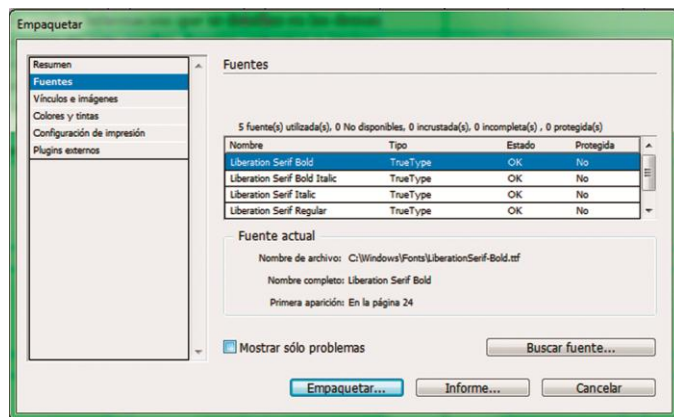 Empaquetar
Resumen
Fuentes
Vínculos e imágenes
Colores y tintas
Configuración de impresión
Plugins externos
Fuentes
5 fuente(s) utilizada(s), 0 No disponibles, 0 incrustada(s), 0 incompleta(s) , 0 protegida(s)
Nombre Tipo Estado Protegida
Liberation Serif Bold TrueType OK No
Liberation Serif Bold Italic TrueType OK No
Liberation Serif Italic TrueType OK No
Liberation Serif Regular TrueType OK No
Fuente actual
Nombre de archivo: C:\Windows\Fonts\LiberationSerif-Bold.ttf
Nombre completo: Liberation Serif Bold
Primera aparición: En la página 24
Mostrar sólo problemas
Buscar fuente...
Empaquetar... Informe... Cancelar